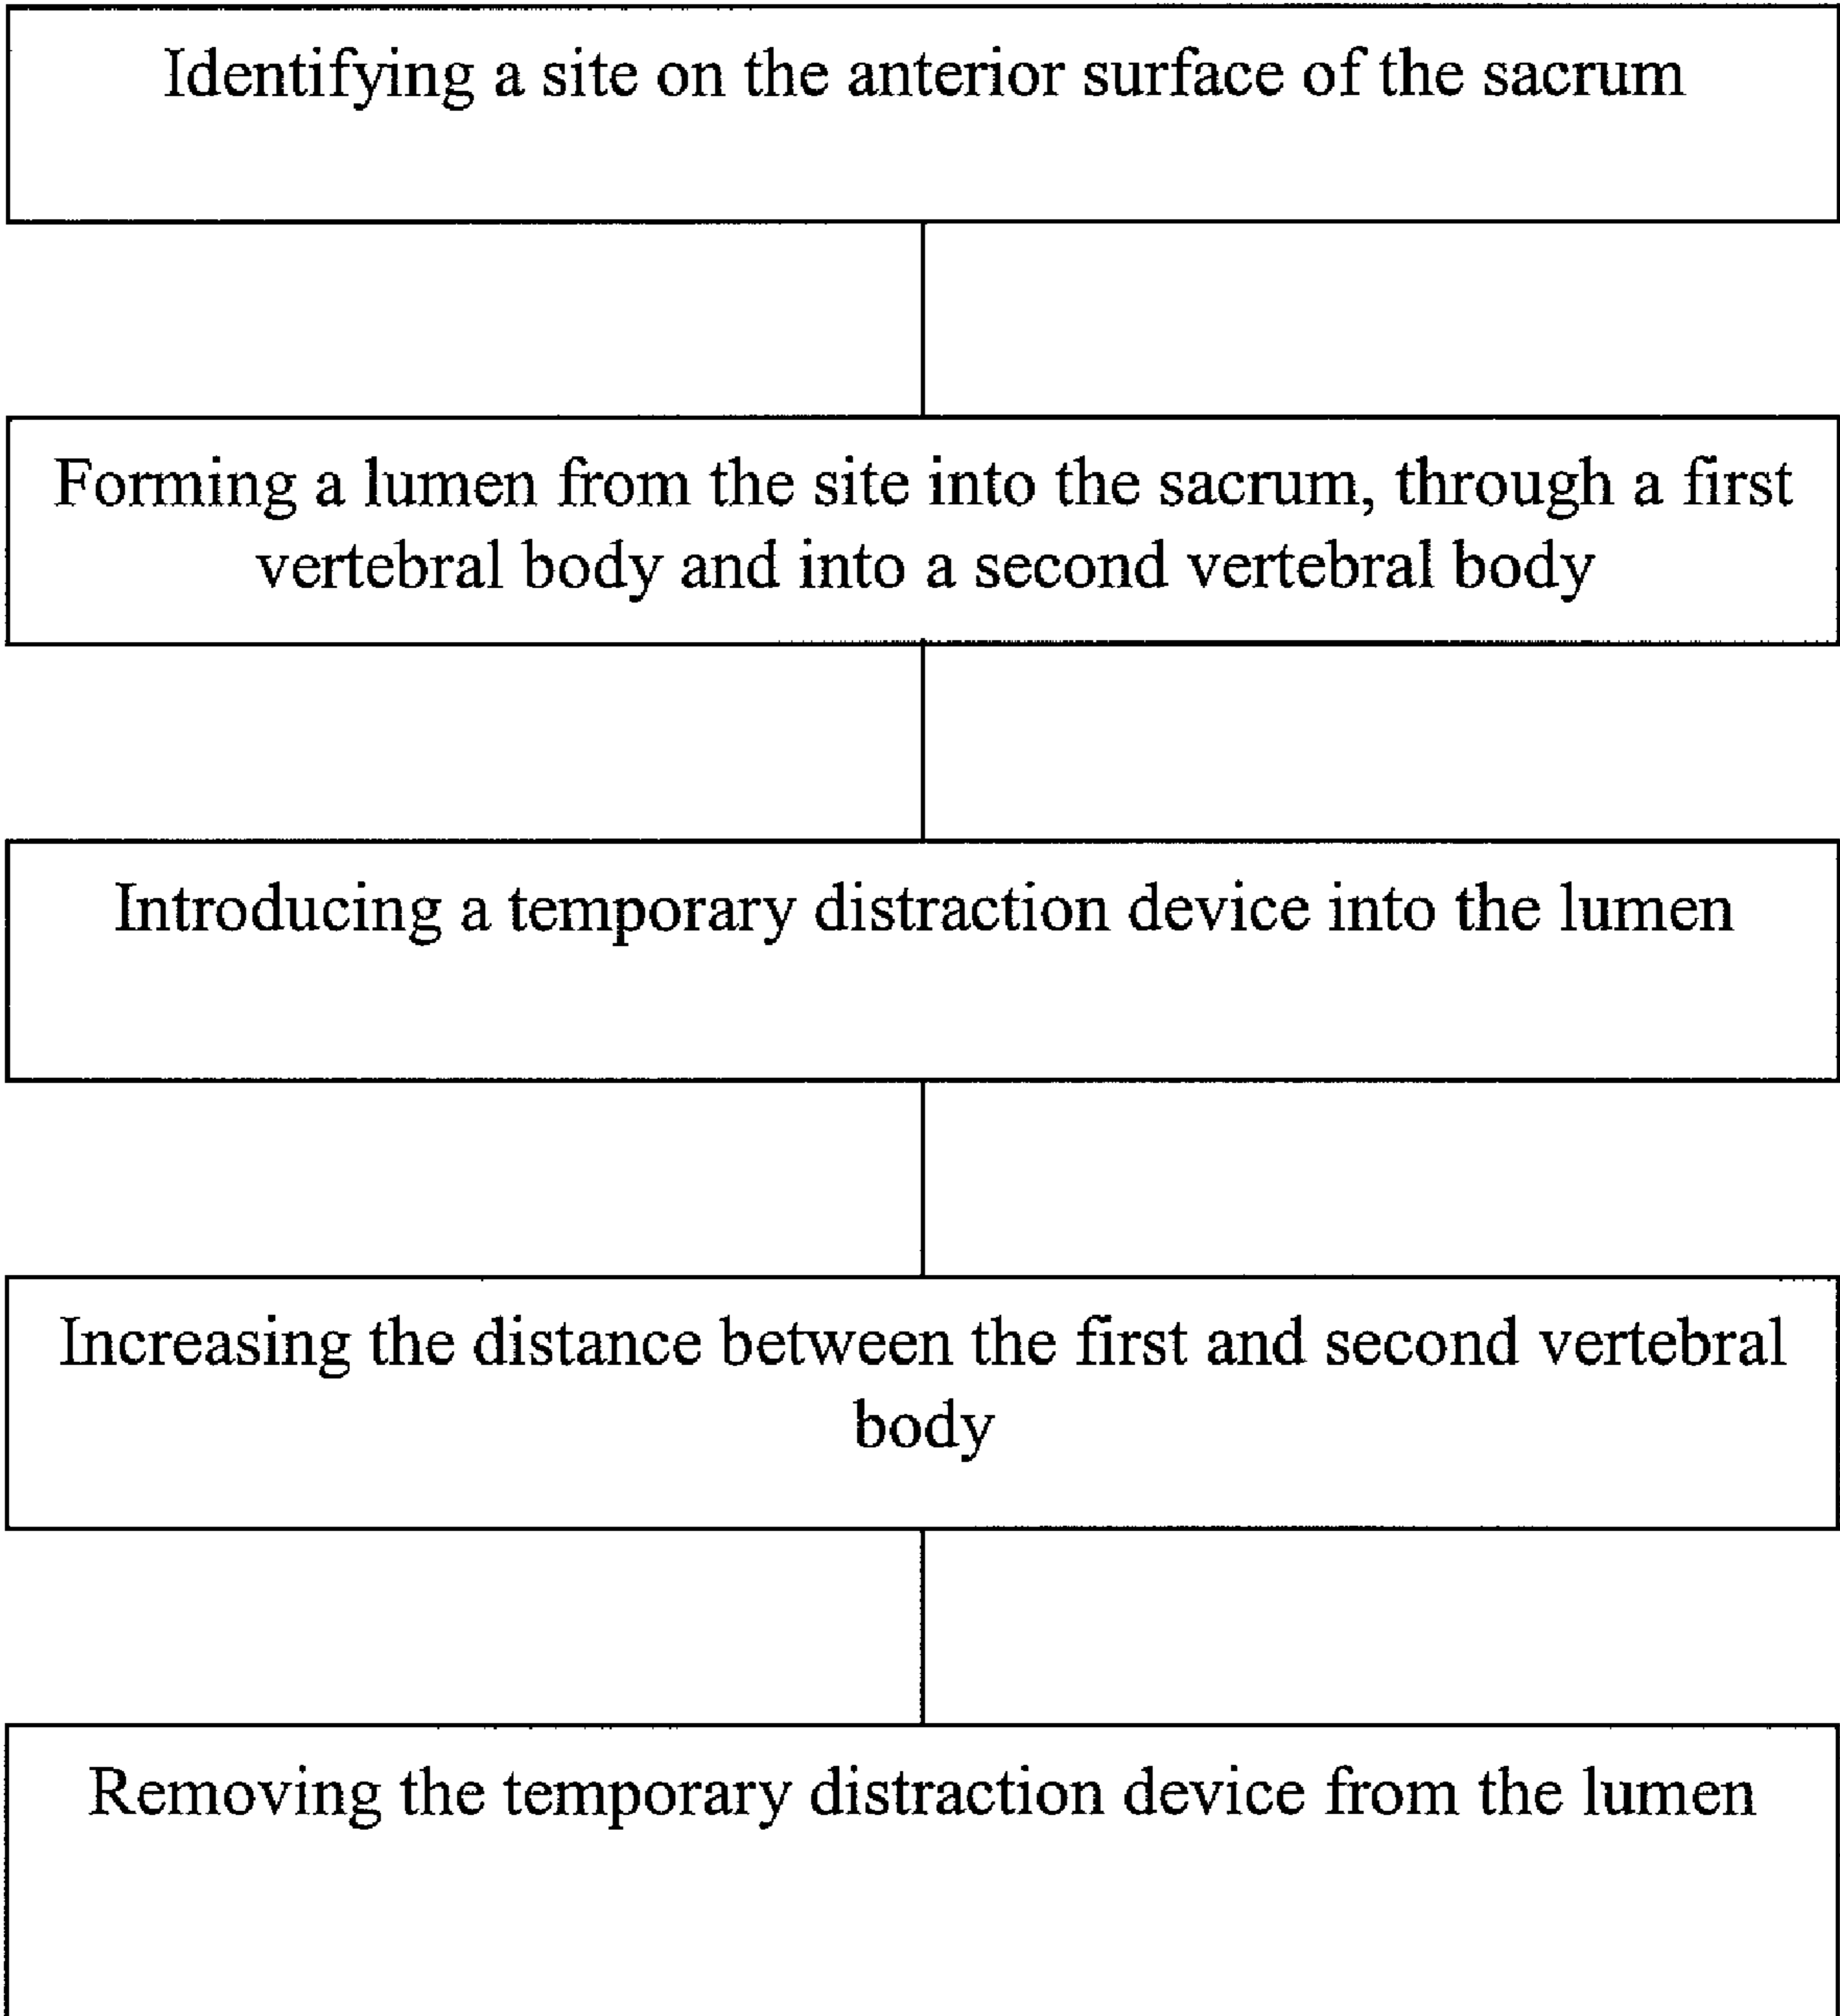 Identifying a site on the anterior surface of the sacrum
Forming a lumen from the site into the sacrum, through a first
vertebral body and into a second vertebral body
Introducing a temporary distraction device into the lumen
Increasing the distance between the first and second vertebral
body
Removing the temporary distraction device from the lumen